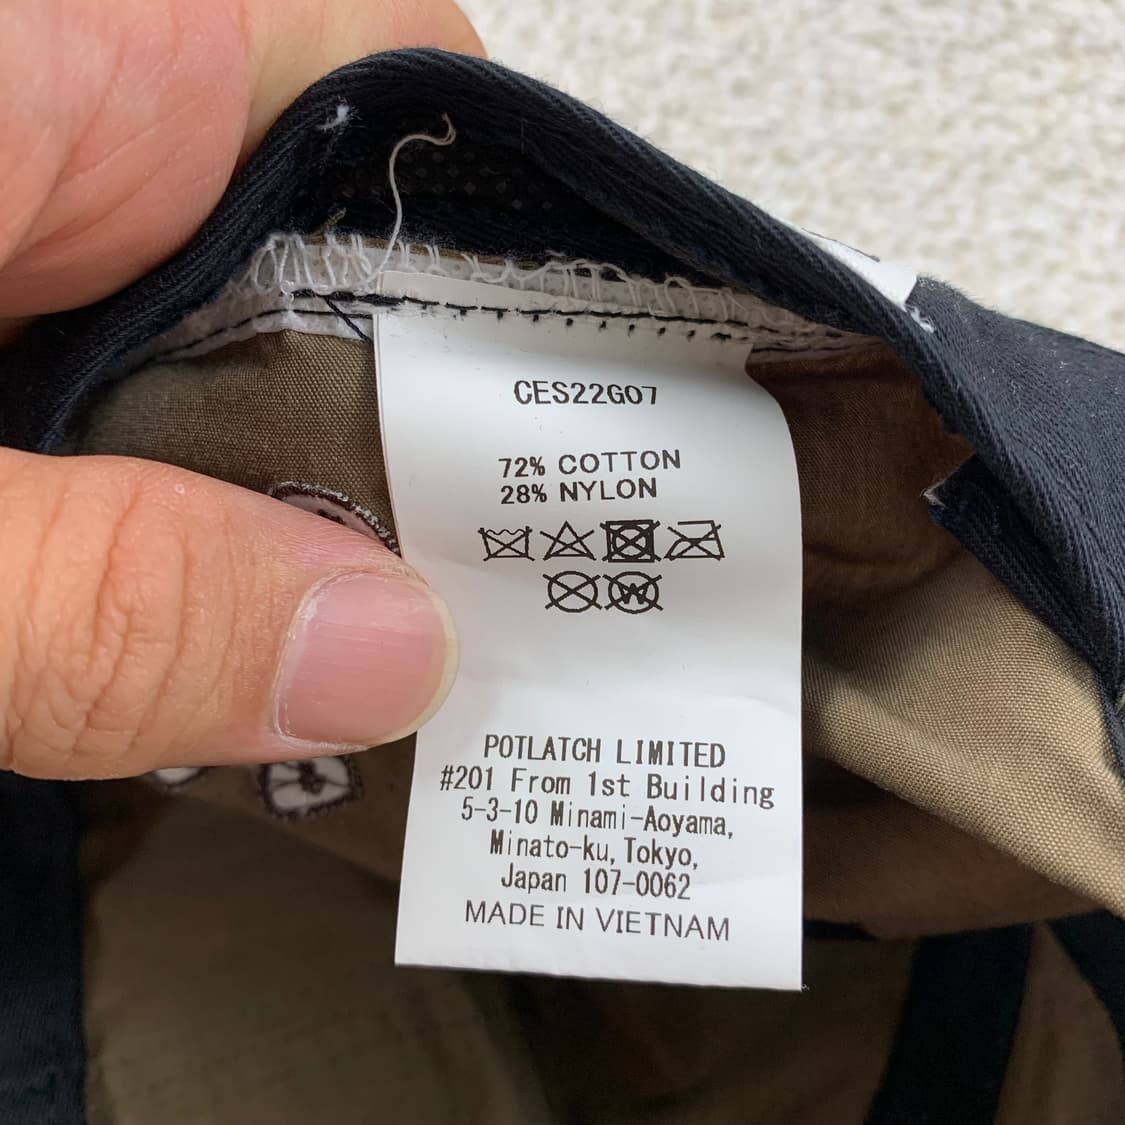 CES22G07
72% COTTON
28% NYLON
W
POTLATCH LIMITED
#201 From 1st Building
5-3-10 Minami-Aoyama,
Minato-ku, Tokyo,
Japan 107-0062
MADE IN VIETNAM